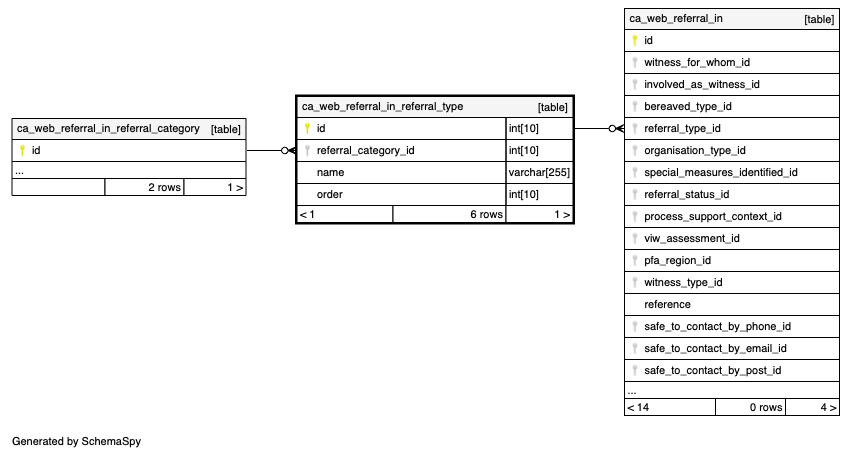 ca_web_referral_in_referral_category [table]
id
...
2 rows 1 >
ca_web_referral_in_referral_type [table]
id int[10]
referral_category_id int[10]
name varchar[255]
order int[10]
< 1 6 rows 1 >
ca_web_referral_in [table]
id
witness_for_whom_id
involved_as_witness_id
bereaved_type_id
referral_type_id
organisation_type_id
special_measures_identified_id
referral_status_id
process_support_context_id
viw_assessment_id
pfa_region_id
witness_type_id
reference
safe_to_contact_by_phone_id
safe_to_contact_by_email_id
safe_to_contact_by_post_id
...
< 14 0 rows 4 >
Generated by SchemaSpy